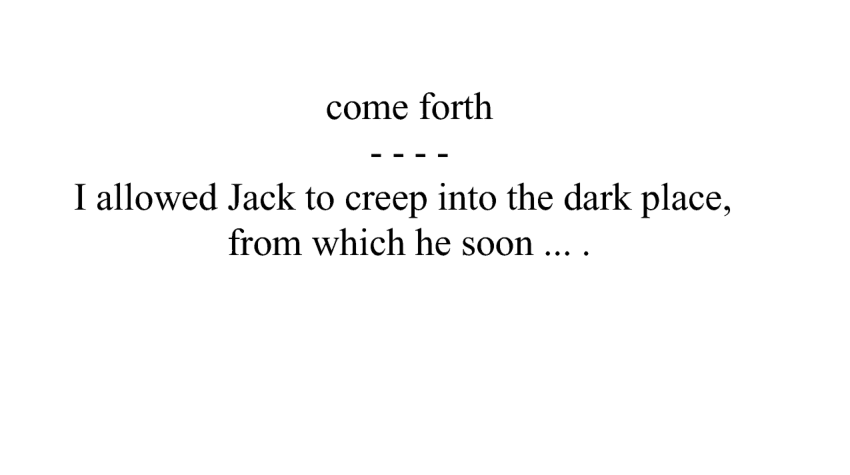 come forth
- - - -
I allowed Jack to creep into the dark place,
from which he soon ... .